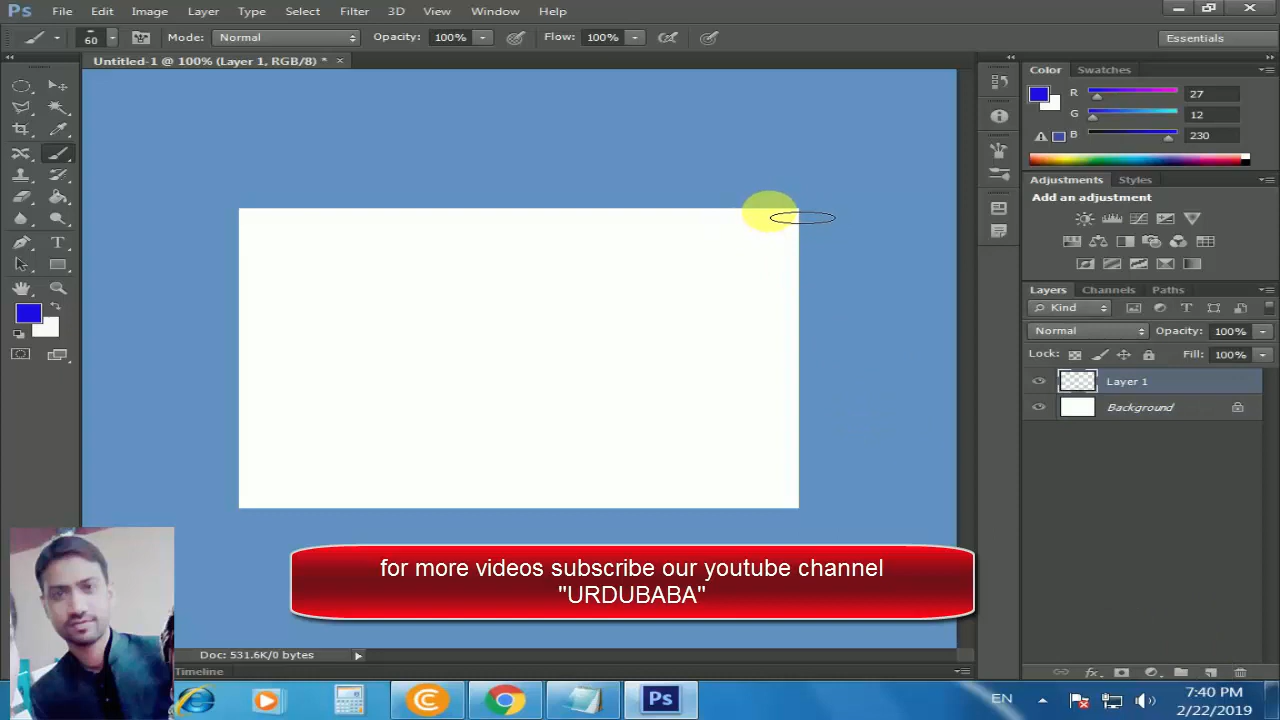 Ps File Edit Image Layer Type Select Filter 3D View Window Help
60 Mode: Normal Opacity: 100% Flow: 100% Essentials
Untitled-1 @ 100% (Layer 1, RGB/8) * ×
Color Swatches
R 27
G 12
B 230
Adjustments Styles
Add an adjustment
Layers Channels Paths
Kind
Normal Opacity: 100%
Lock: Fill: 100%
Layer 1
Background
for more videos subscribe our youtube channel
"URDUBABA"
Doc: 531.6K/0 bytes
Timeline
Ps
EN
7:40 PM
2/22/2019